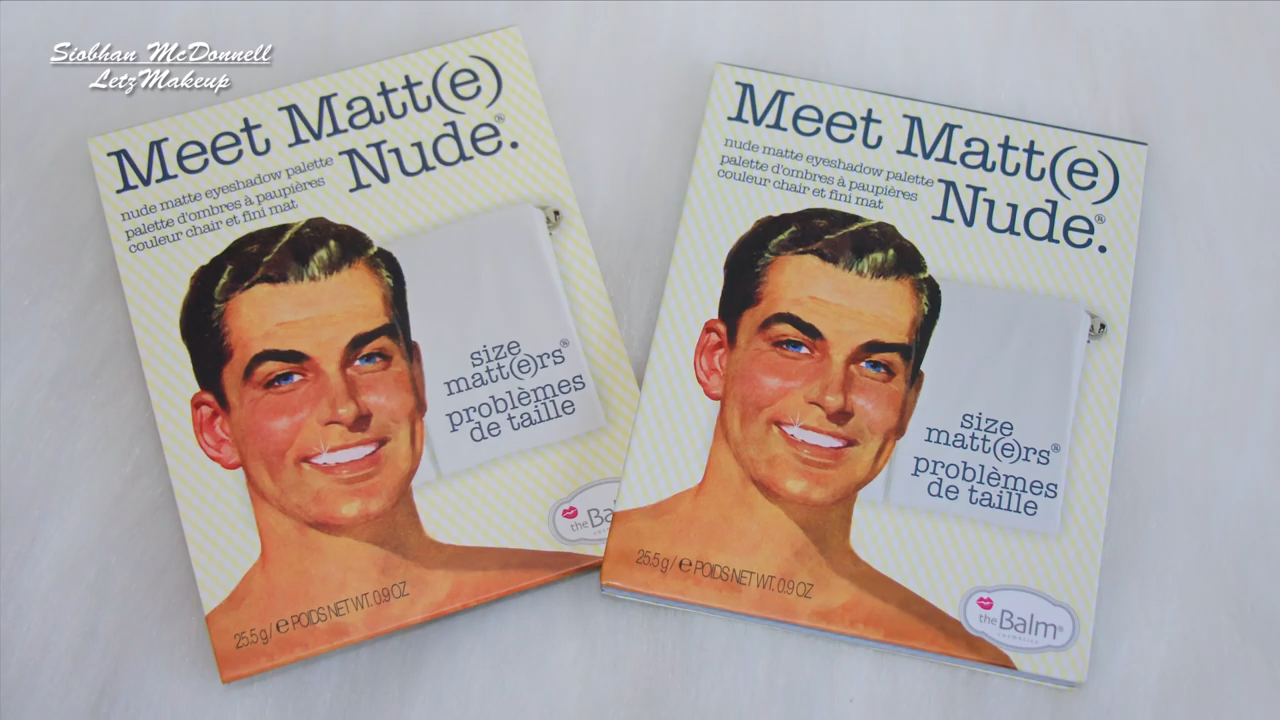 Siobhan McDonnell
LetzMakeup
Meet Matt(e)
Nude.®
nude matte eyeshadow palette
palette d'ombres à paupières
couleur chair et fini mat
size
matt(e)rs®
problèmes
de taille
the Ba
25.5 g / ℮ POIDS NET WT. 0.9 OZ
Meet Matt(e)
Nude.®
nude matte eyeshadow palette
palette d'ombres à paupières
couleur chair et fini mat
size
matt(e)rs®
problèmes
de taille
25.5 g / ℮ POIDS NET WT. 0.9 OZ
the Balm®
COSMETICS